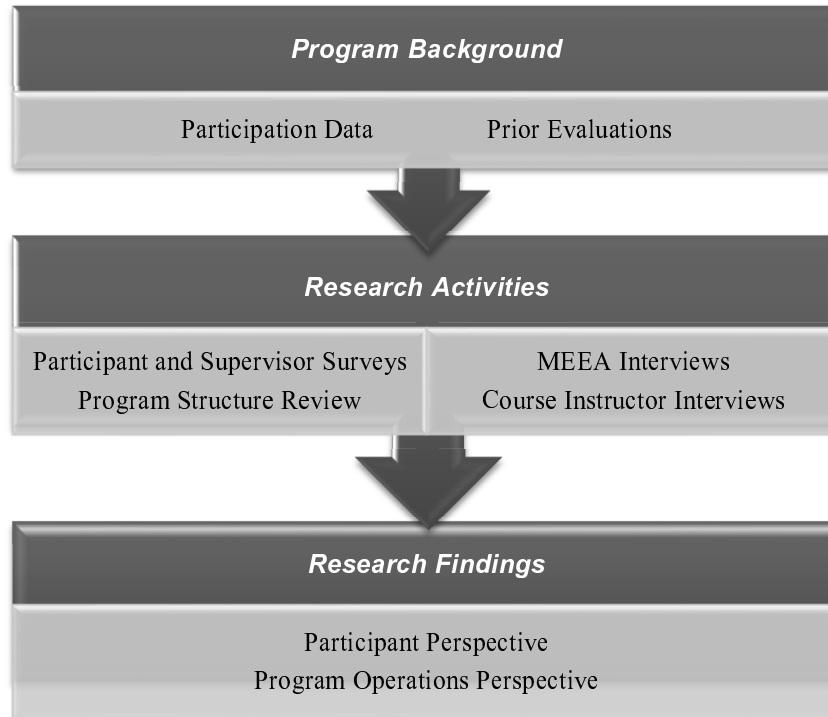 Program Background
Participation Data Prior Evaluations
Research Activities
Participant and Supervisor Surveys
Program Structure Review
MEEA Interviews
Course Instructor Interviews
Research Findings
Participant Perspective
Program Operations Perspective